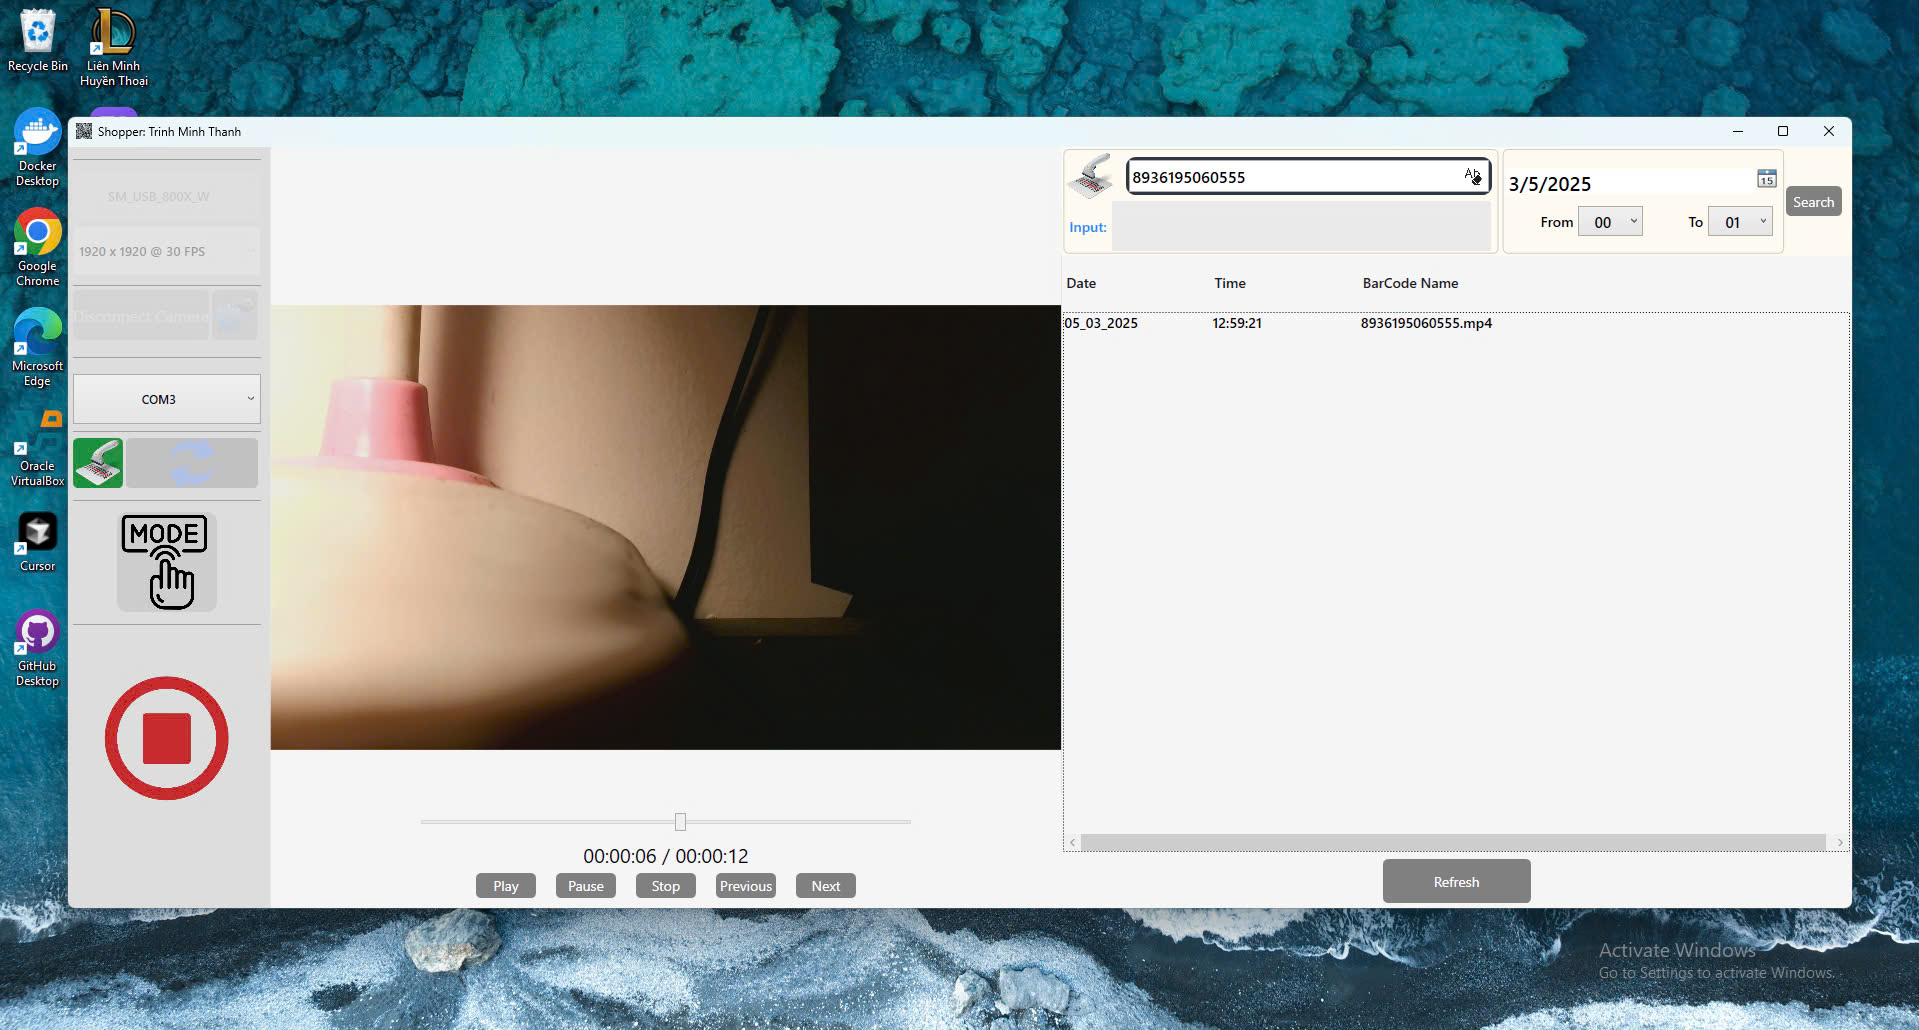 Recycle Bin
Liên Minh
Huyền Thoại
Docker
Desktop
Google
Chrome
Microsoft
Edge
Oracle
VirtualBox
Cursor
GitHub
Desktop
Shopper: Trinh Minh Thanh
SM_USB_800X_W
1920 x 1920 @ 30 FPS
Disconnect Camera
COM3
MODE
00:00:06 / 00:00:12
Play
Pause
Stop
Previous
Next
8936195060555
Input:
3/5/2025
15
From 00
To 01
Search
Date Time BarCode Name
05_03_2025 12:59:21 8936195060555.mp4
Refresh
Activate Windows
Go to Settings to activate Windows.